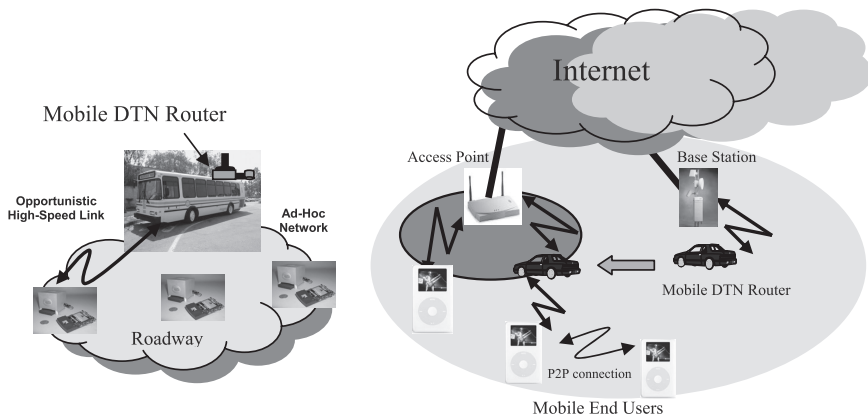 Mobile DTN Router
Opportunistic
High-Speed Link
Ad-Hoc
Network
Roadway
Internet
Access Point
Base Station
Mobile DTN Router
P2P connection
Mobile End Users